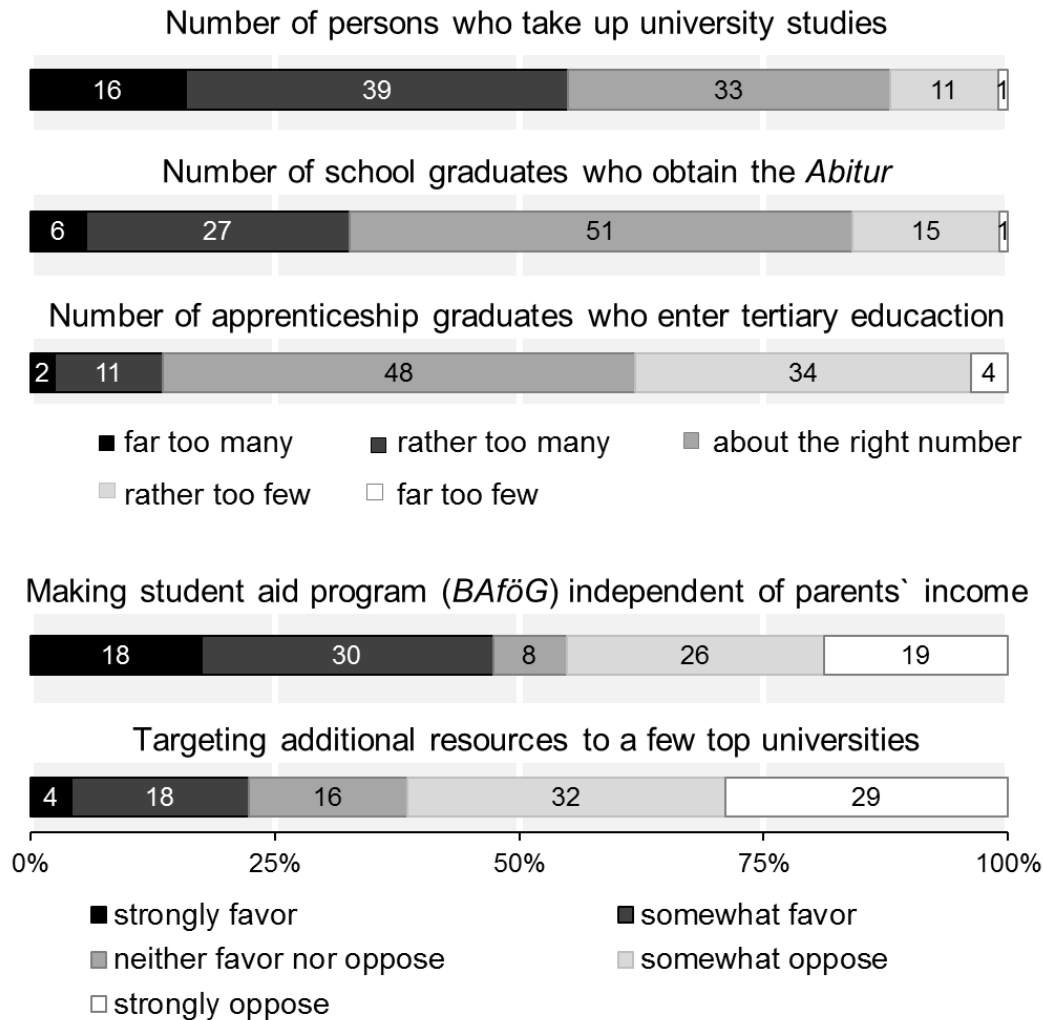 Number of persons who take up university studies
16 39 33 11 1
Number of school graduates who obtain the Abitur
6 27 51 15 1
Number of apprenticeship graduates who enter tertiary educaction
2 11 48 34 4
far too many rather too many about the right number
rather too few far too few
Making student aid program (BAföG) independent of parents` income
18 30 8 26 19
Targeting additional resources to a few top universities
4 18 16 32 29
0% 25% 50% 75% 100%
strongly favor somewhat favor
neither favor nor oppose somewhat oppose
strongly oppose